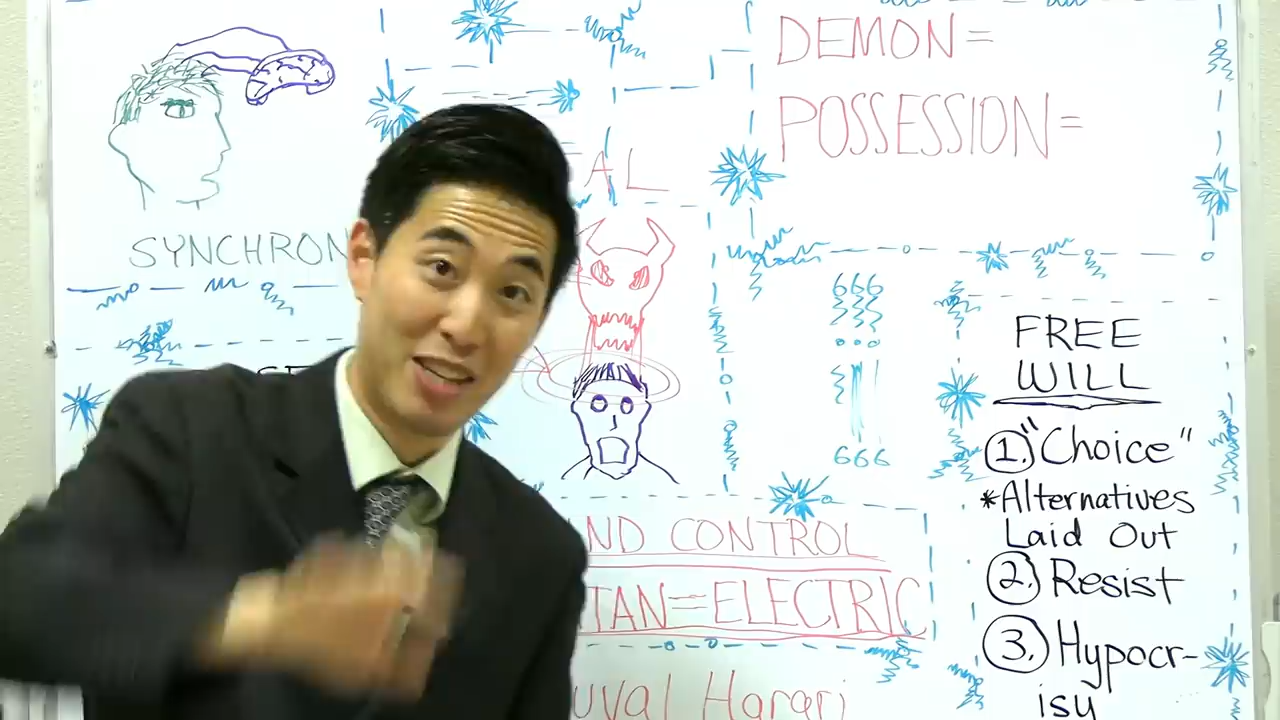 DEMON=
POSSESSION=
AL
SYNCHRON
666
666
FREE
WILL
1. "Choice"
*Alternatives
Laid Out
2. Resist
3. Hypocr-
isy
ND CONTROL
TAN=ELECTRIC
uval Harari